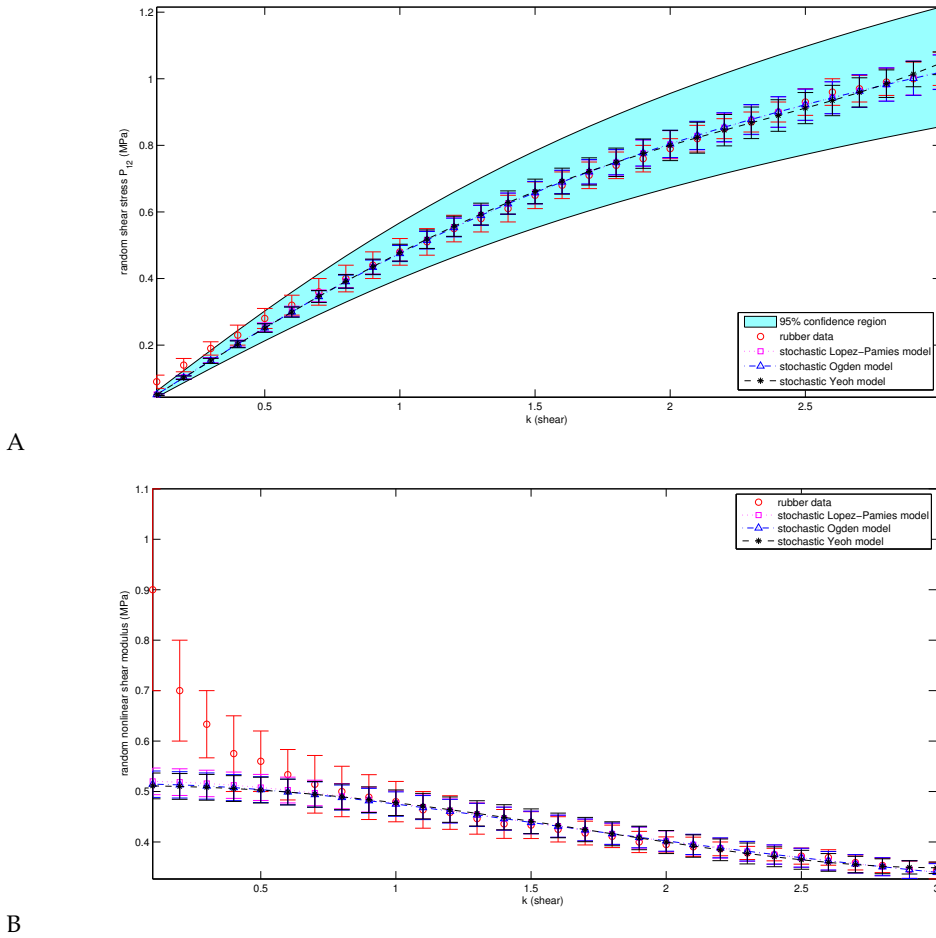 1.2
1
0.8
0.6
0.4
0.2
random shear stress P12 (MPa)
0.5
1
1.5
2
2.5
k (shear)
95% confidence region
rubber data
stochastic Lopez−Pamies model
stochastic Ogden model
stochastic Yeoh model
A
1.1
1
0.9
0.8
0.7
0.6
0.5
0.4
random nonlinear shear modulus (MPa)
0.5
1
1.5
2
2.5
3
k (shear)
rubber data
stochastic Lopez−Pamies model
stochastic Ogden model
stochastic Yeoh model
B